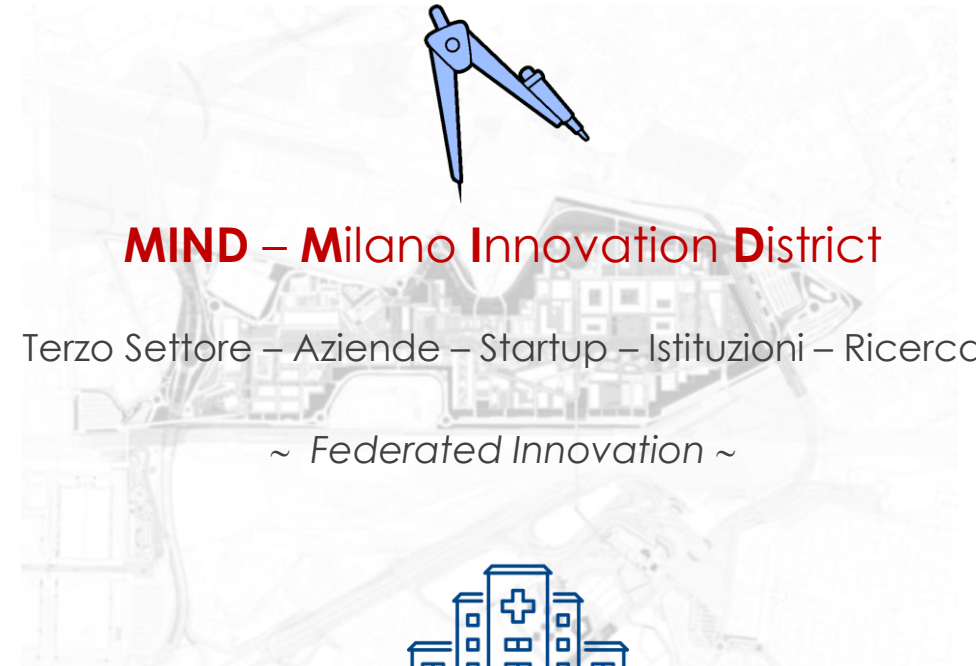 MIND – Milano Innovation District
Terzo Settore – Aziende – Startup – Istituzioni – Ricerca
~ Federated Innovation ~